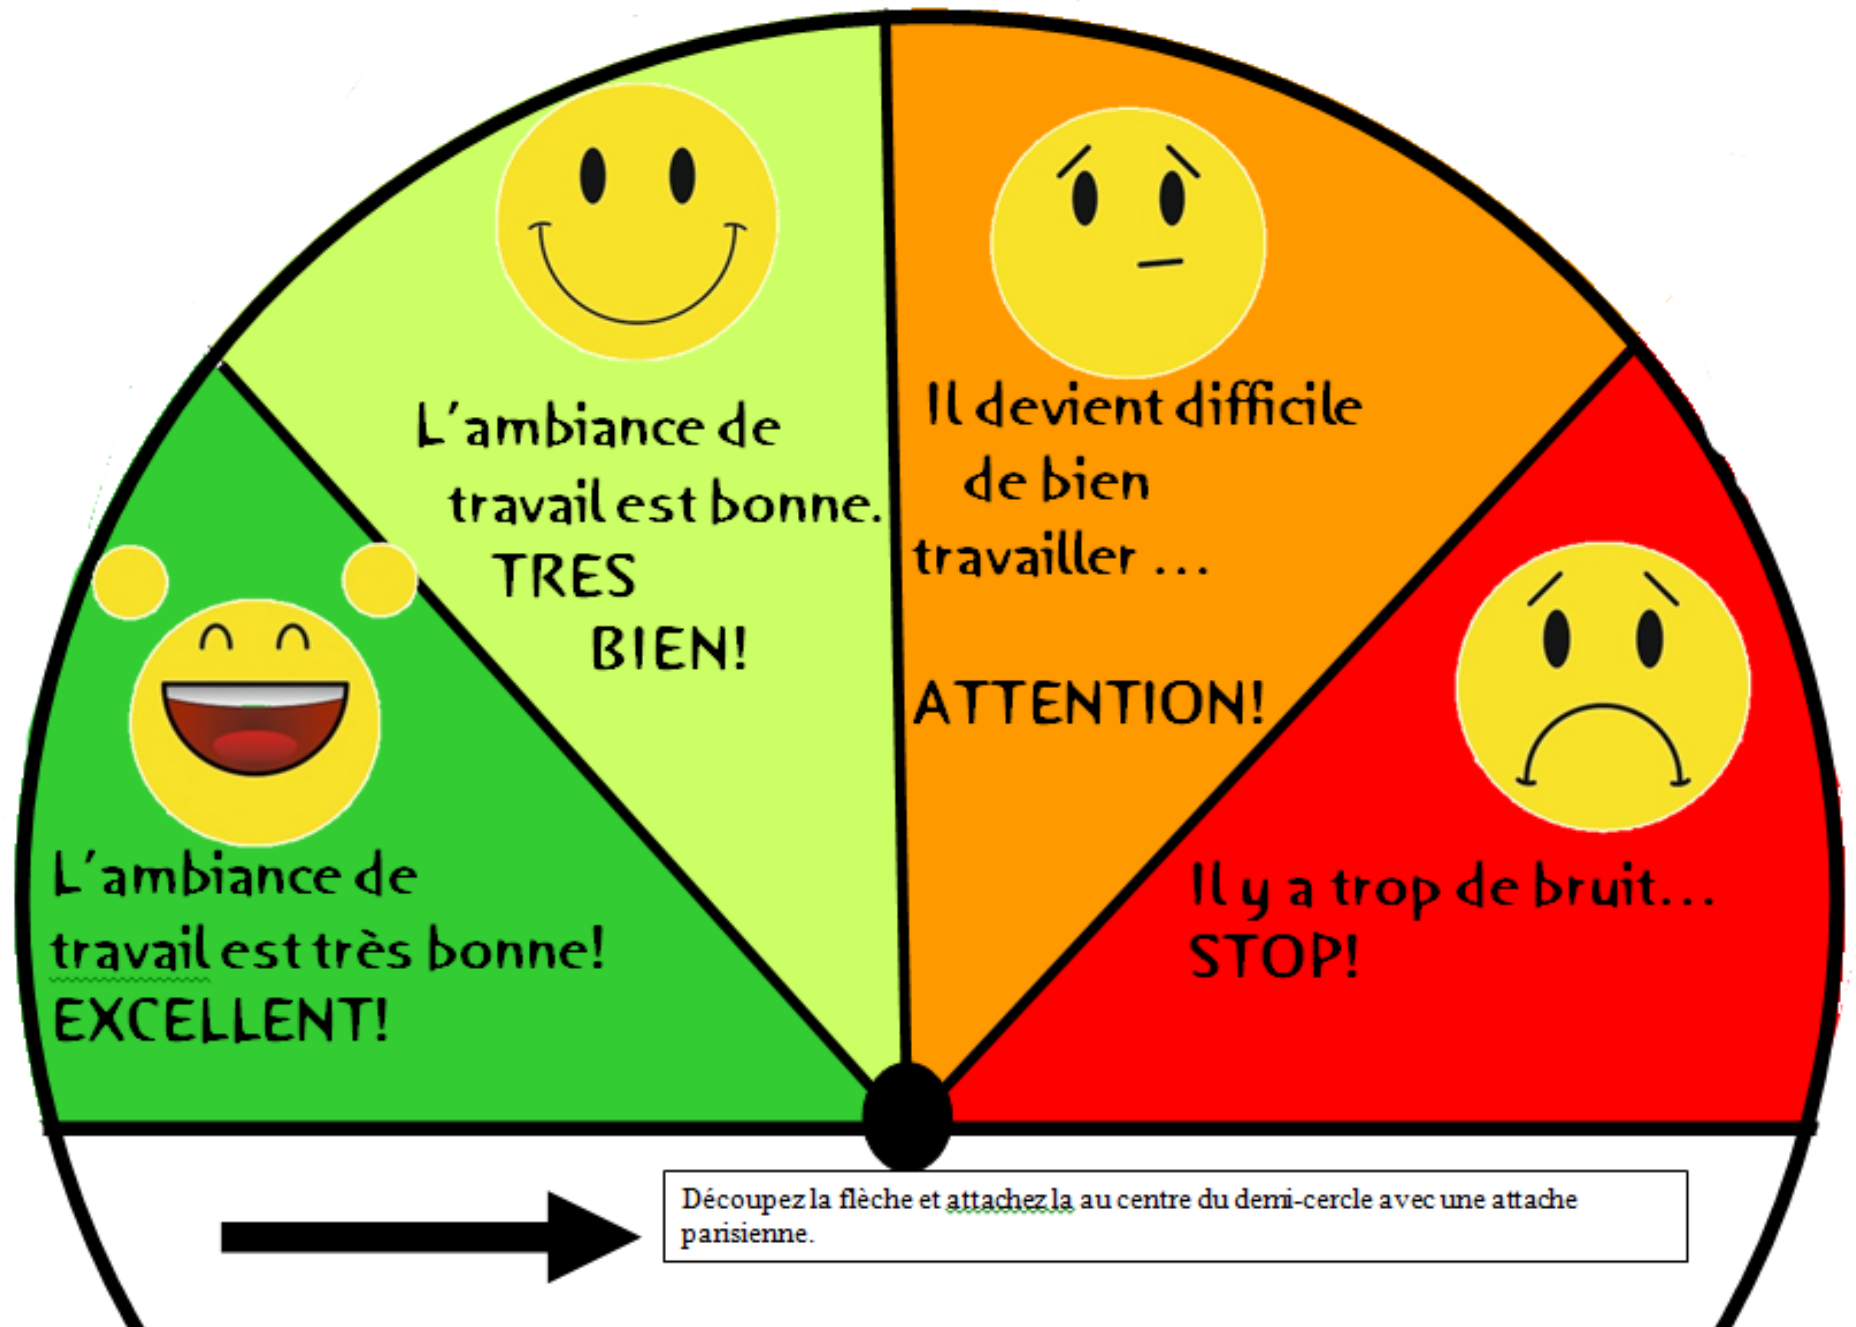 L'ambiance de
travail est très bonne!
EXCELLENT!
L'ambiance de
travail est bonne.
TRES
BIEN!
Il devient difficile
de bien
travailler ...
ATTENTION!
Il y a trop de bruit...
STOP!
Découpez la flèche et attachez la au centre du demi-cercle avec une attache
parisienne.